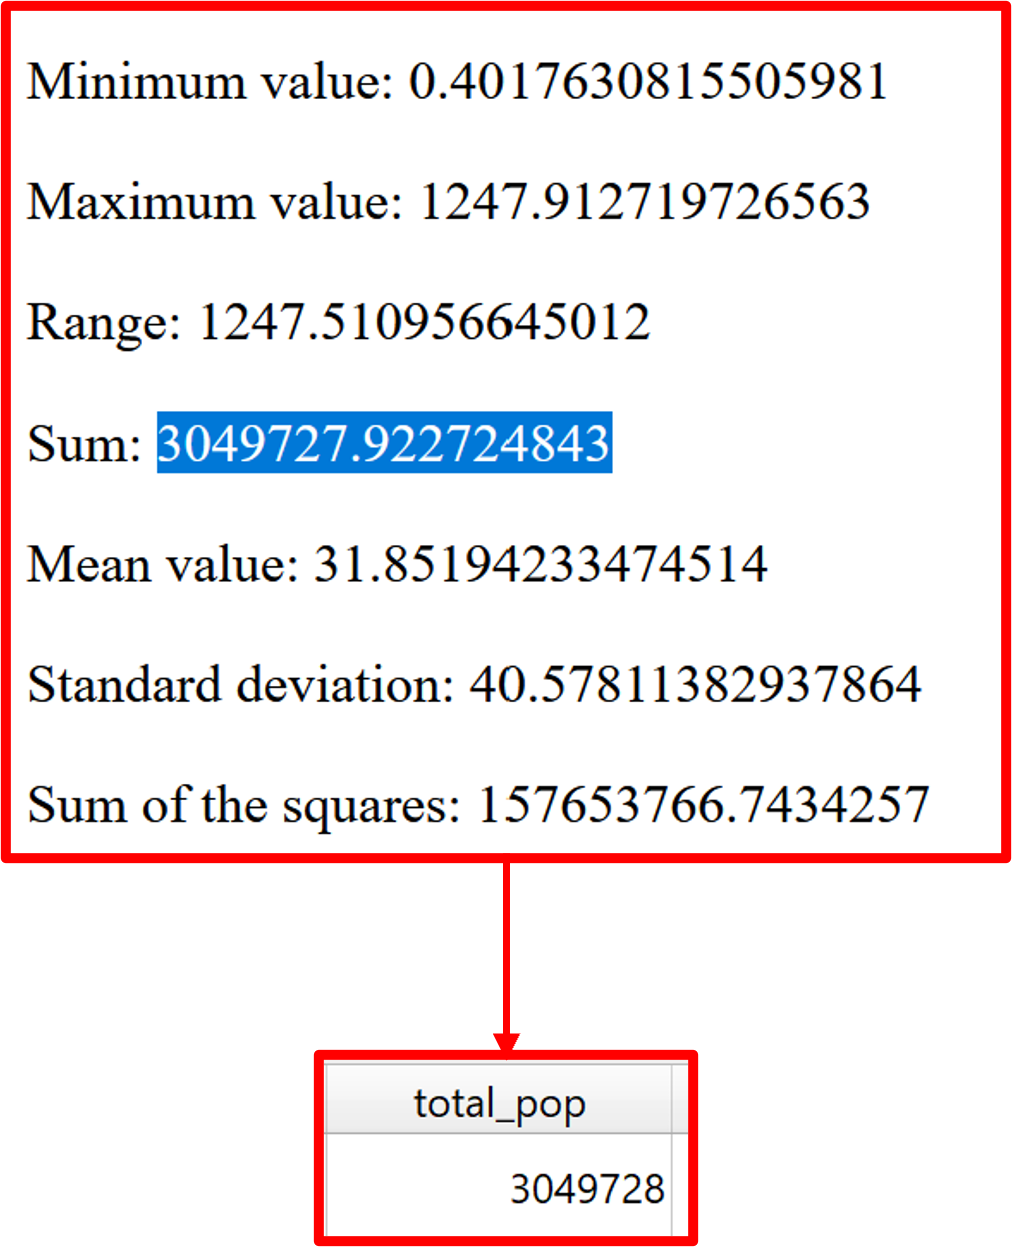 Minimum value: 0.4017630815505981
Maximum value: 1247.912719726563
Range: 1247.510956645012
Sum: 3049727.922724843
Mean value: 31.85194233474514
Standard deviation: 40.57811382937864
Sum of the squares: 157653766.7434257
total_pop
3049728